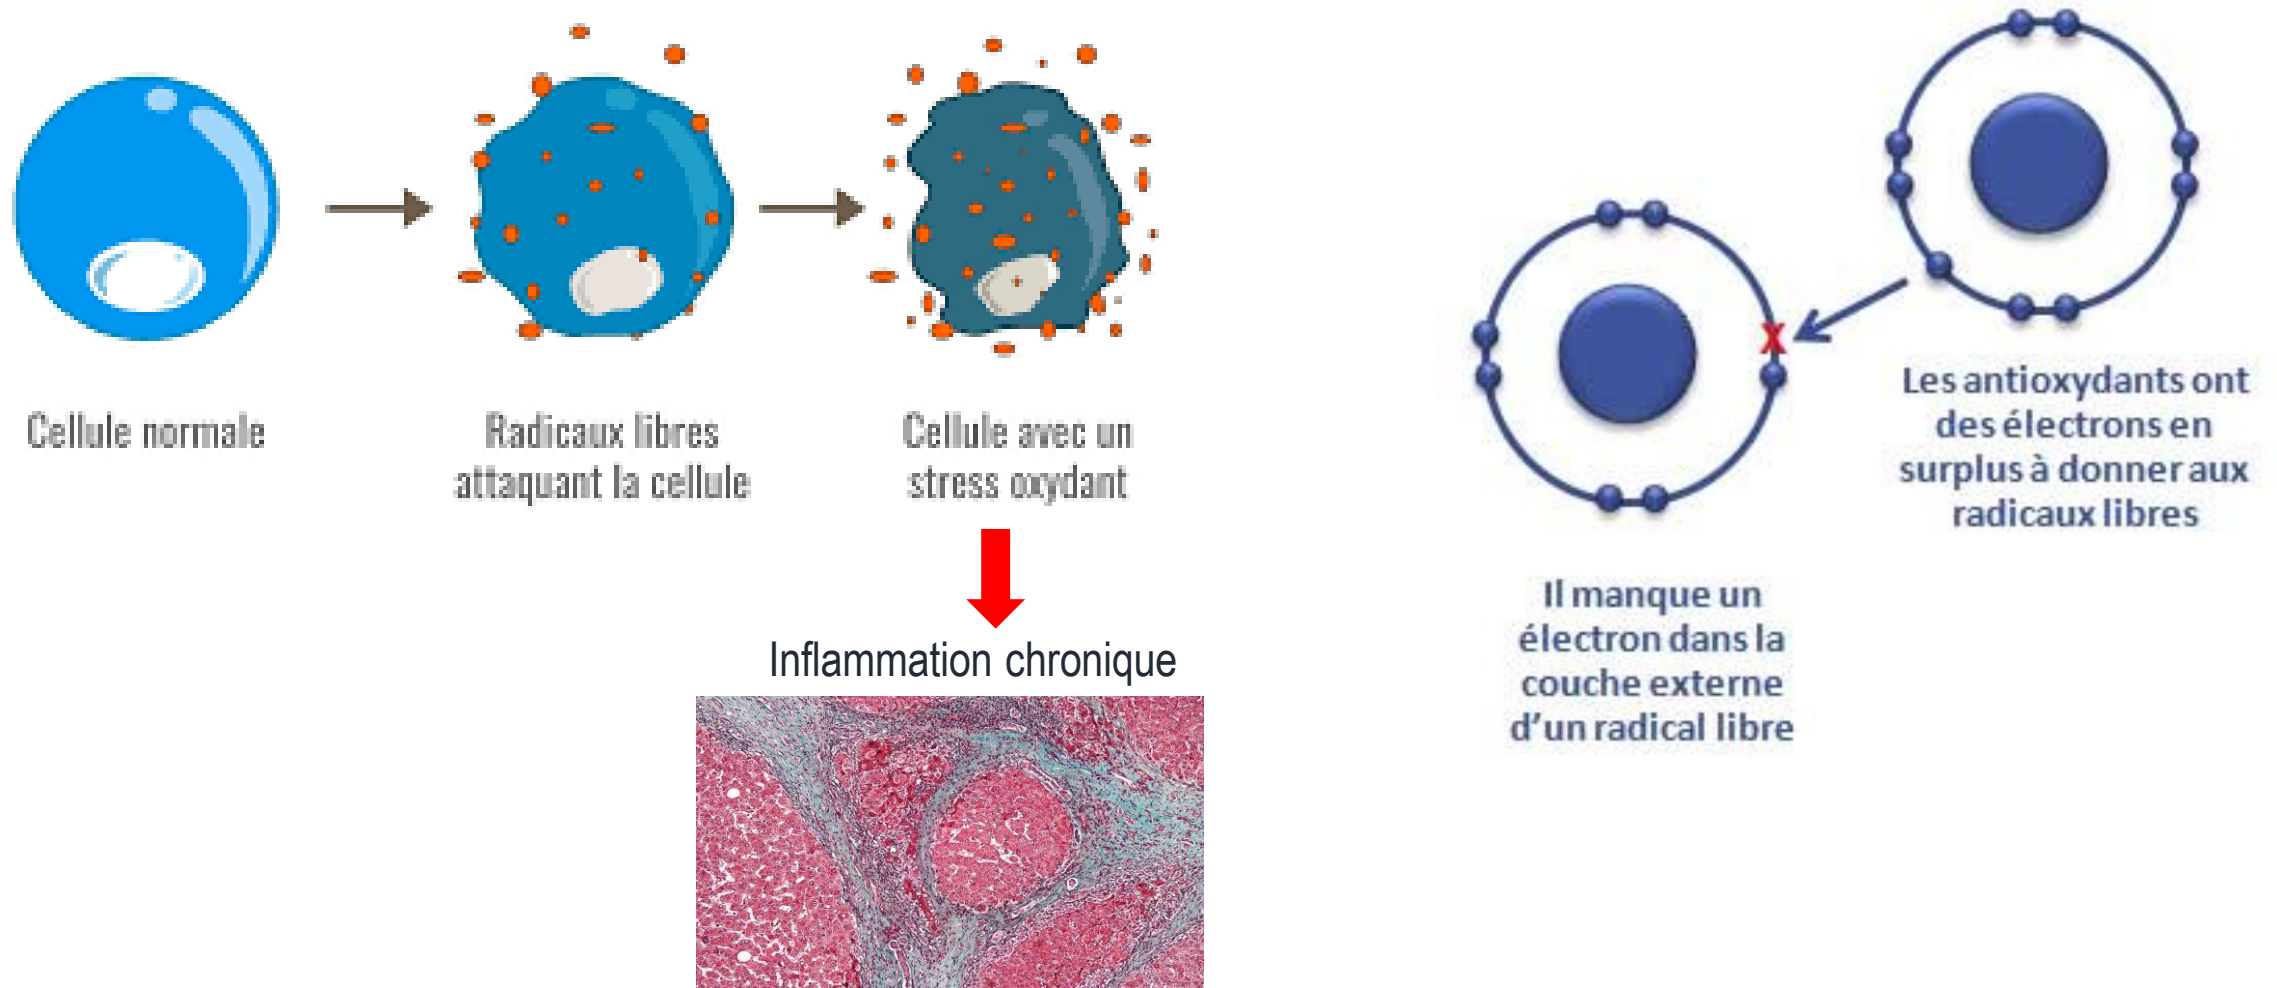 Cellule normale
Radicaux libres
attaquant la cellule
Cellule avec un
stress oxydant
Inflammation chronique
X
Les antioxydants ont
des électrons en
surplus à donner aux
radicaux libres
Il manque un
électron dans la
couche externe
d'un radical libre